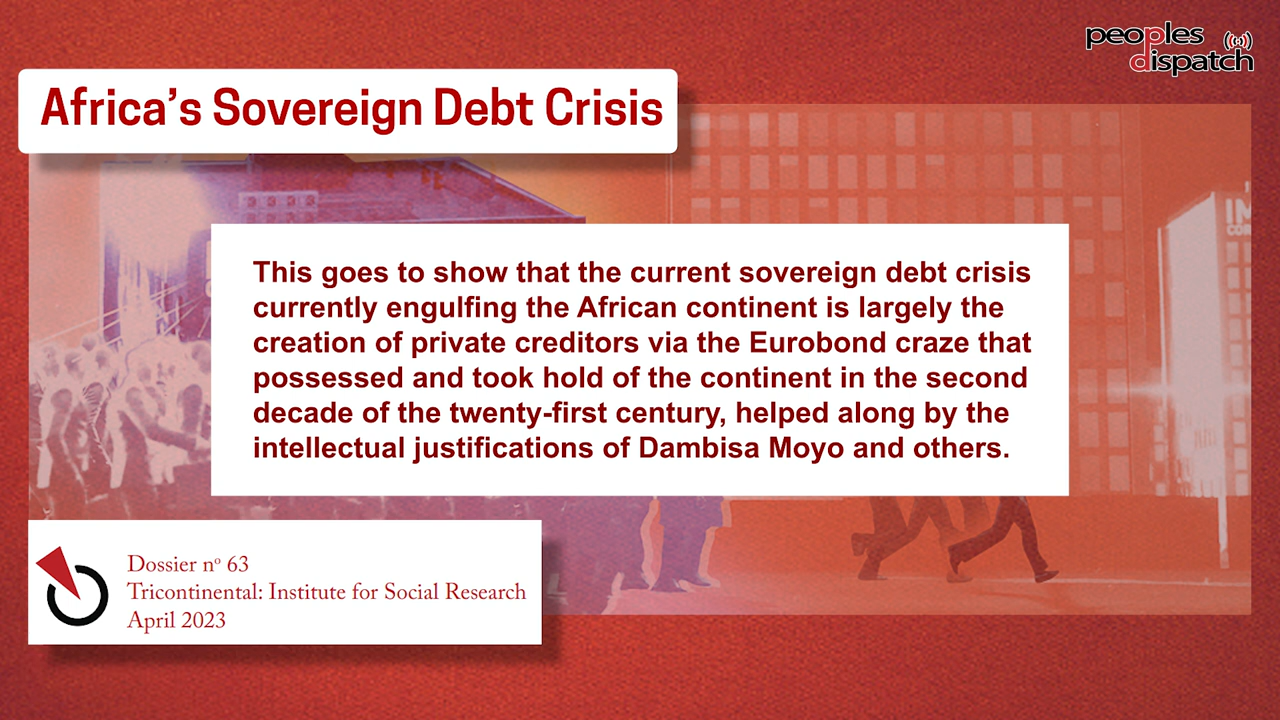 peoples
dispatch
Africa's Sovereign Debt Crisis
IM
This goes to show that the current sovereign debt crisis
currently engulfing the African continent is largely the
creation of private creditors via the Eurobond craze that
possessed and took hold of the continent in the second
decade of the twenty-first century, helped along by the
intellectual justifications of Dambisa Moyo and others.
Dossier nº 63
Tricontinental: Institute for Social Research
April 2023